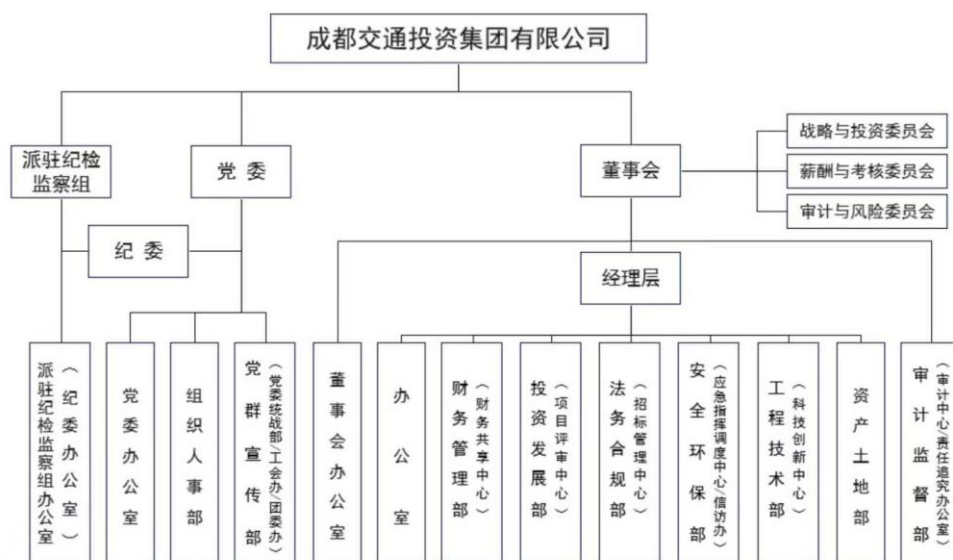 成都交通投资集团有限公司
派驻纪检
监察组
党委
董事会
战略与投资委员会
薪酬与考核委员会
审计与风险委员会
纪委
经理层
派驻纪检监察组办公室
（纪委办公室）
党委办公室
组织人事部
党群宣传部
（党委统战部/工会办/团委办）
董事会办公室
办公室
财务管理部
（财务共享中心）
投资发展部
（项目评审中心）
法务合规部
（招标管理中心）
安全环保部
（应急指挥调度中心/信访办）
工程技术部
（科技创新中心）
资产土地部
审计监督部
（审计中心/责任追究办公室）